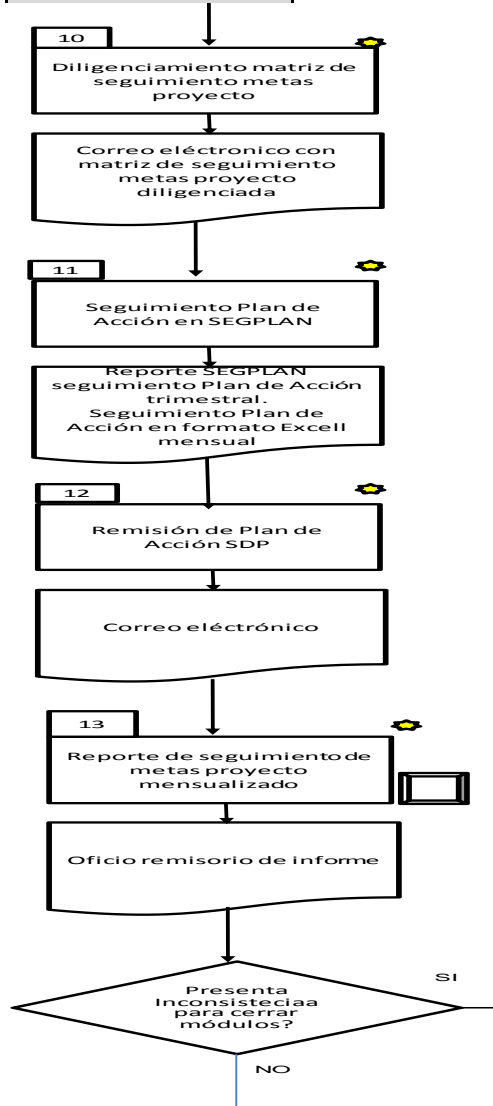 10
Diligenciamiento matriz de
seguimiento metas
proyecto
Correo eléctronico con
matriz de seguimiento
metas proyecto
diligenciada
11
Seguimiento Plan de
Acción en SEGPLAN
Reporte SEGPLAN
seguimiento Plan de Acción
trimestral.
Seguimiento Plan de
Acción en formato Excell
mensual
12
Remisión de Plan de
Acción SDP
Correo eléctrónico
13
Reporte de seguimiento de
metas proyecto
mensualizado
Oficio remisorio de informe
SI
Presenta
Inconsisteciaa
para cerrar
módulos?
NO